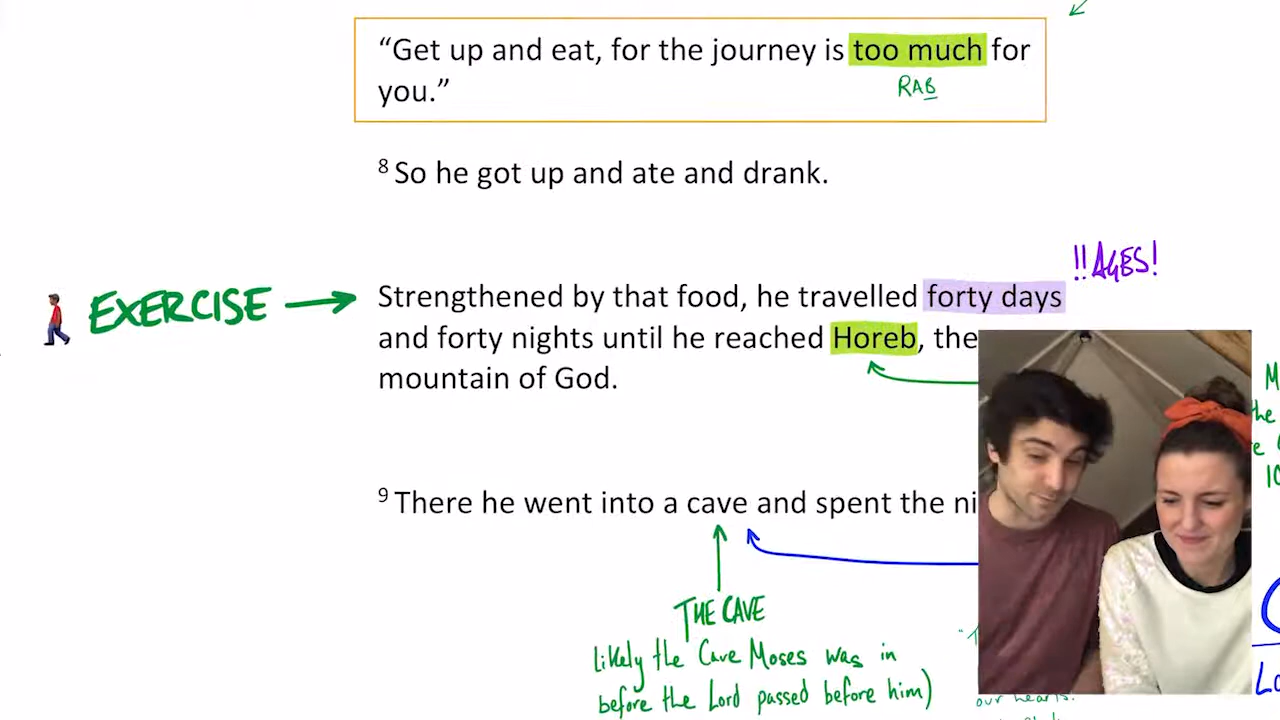 “Get up and eat, for the journey is too much for
you.”
RAB
8 So he got up and ate and drank.
!!AGES!
EXERCISE
Strengthened by that food, he travelled forty days
and forty nights until he reached Horeb, the
mountain of God.
9 There he went into a cave and spent the ni
THE CAVE
likely the Cave Moses was in
before the Lord passed before him)
our hearts.